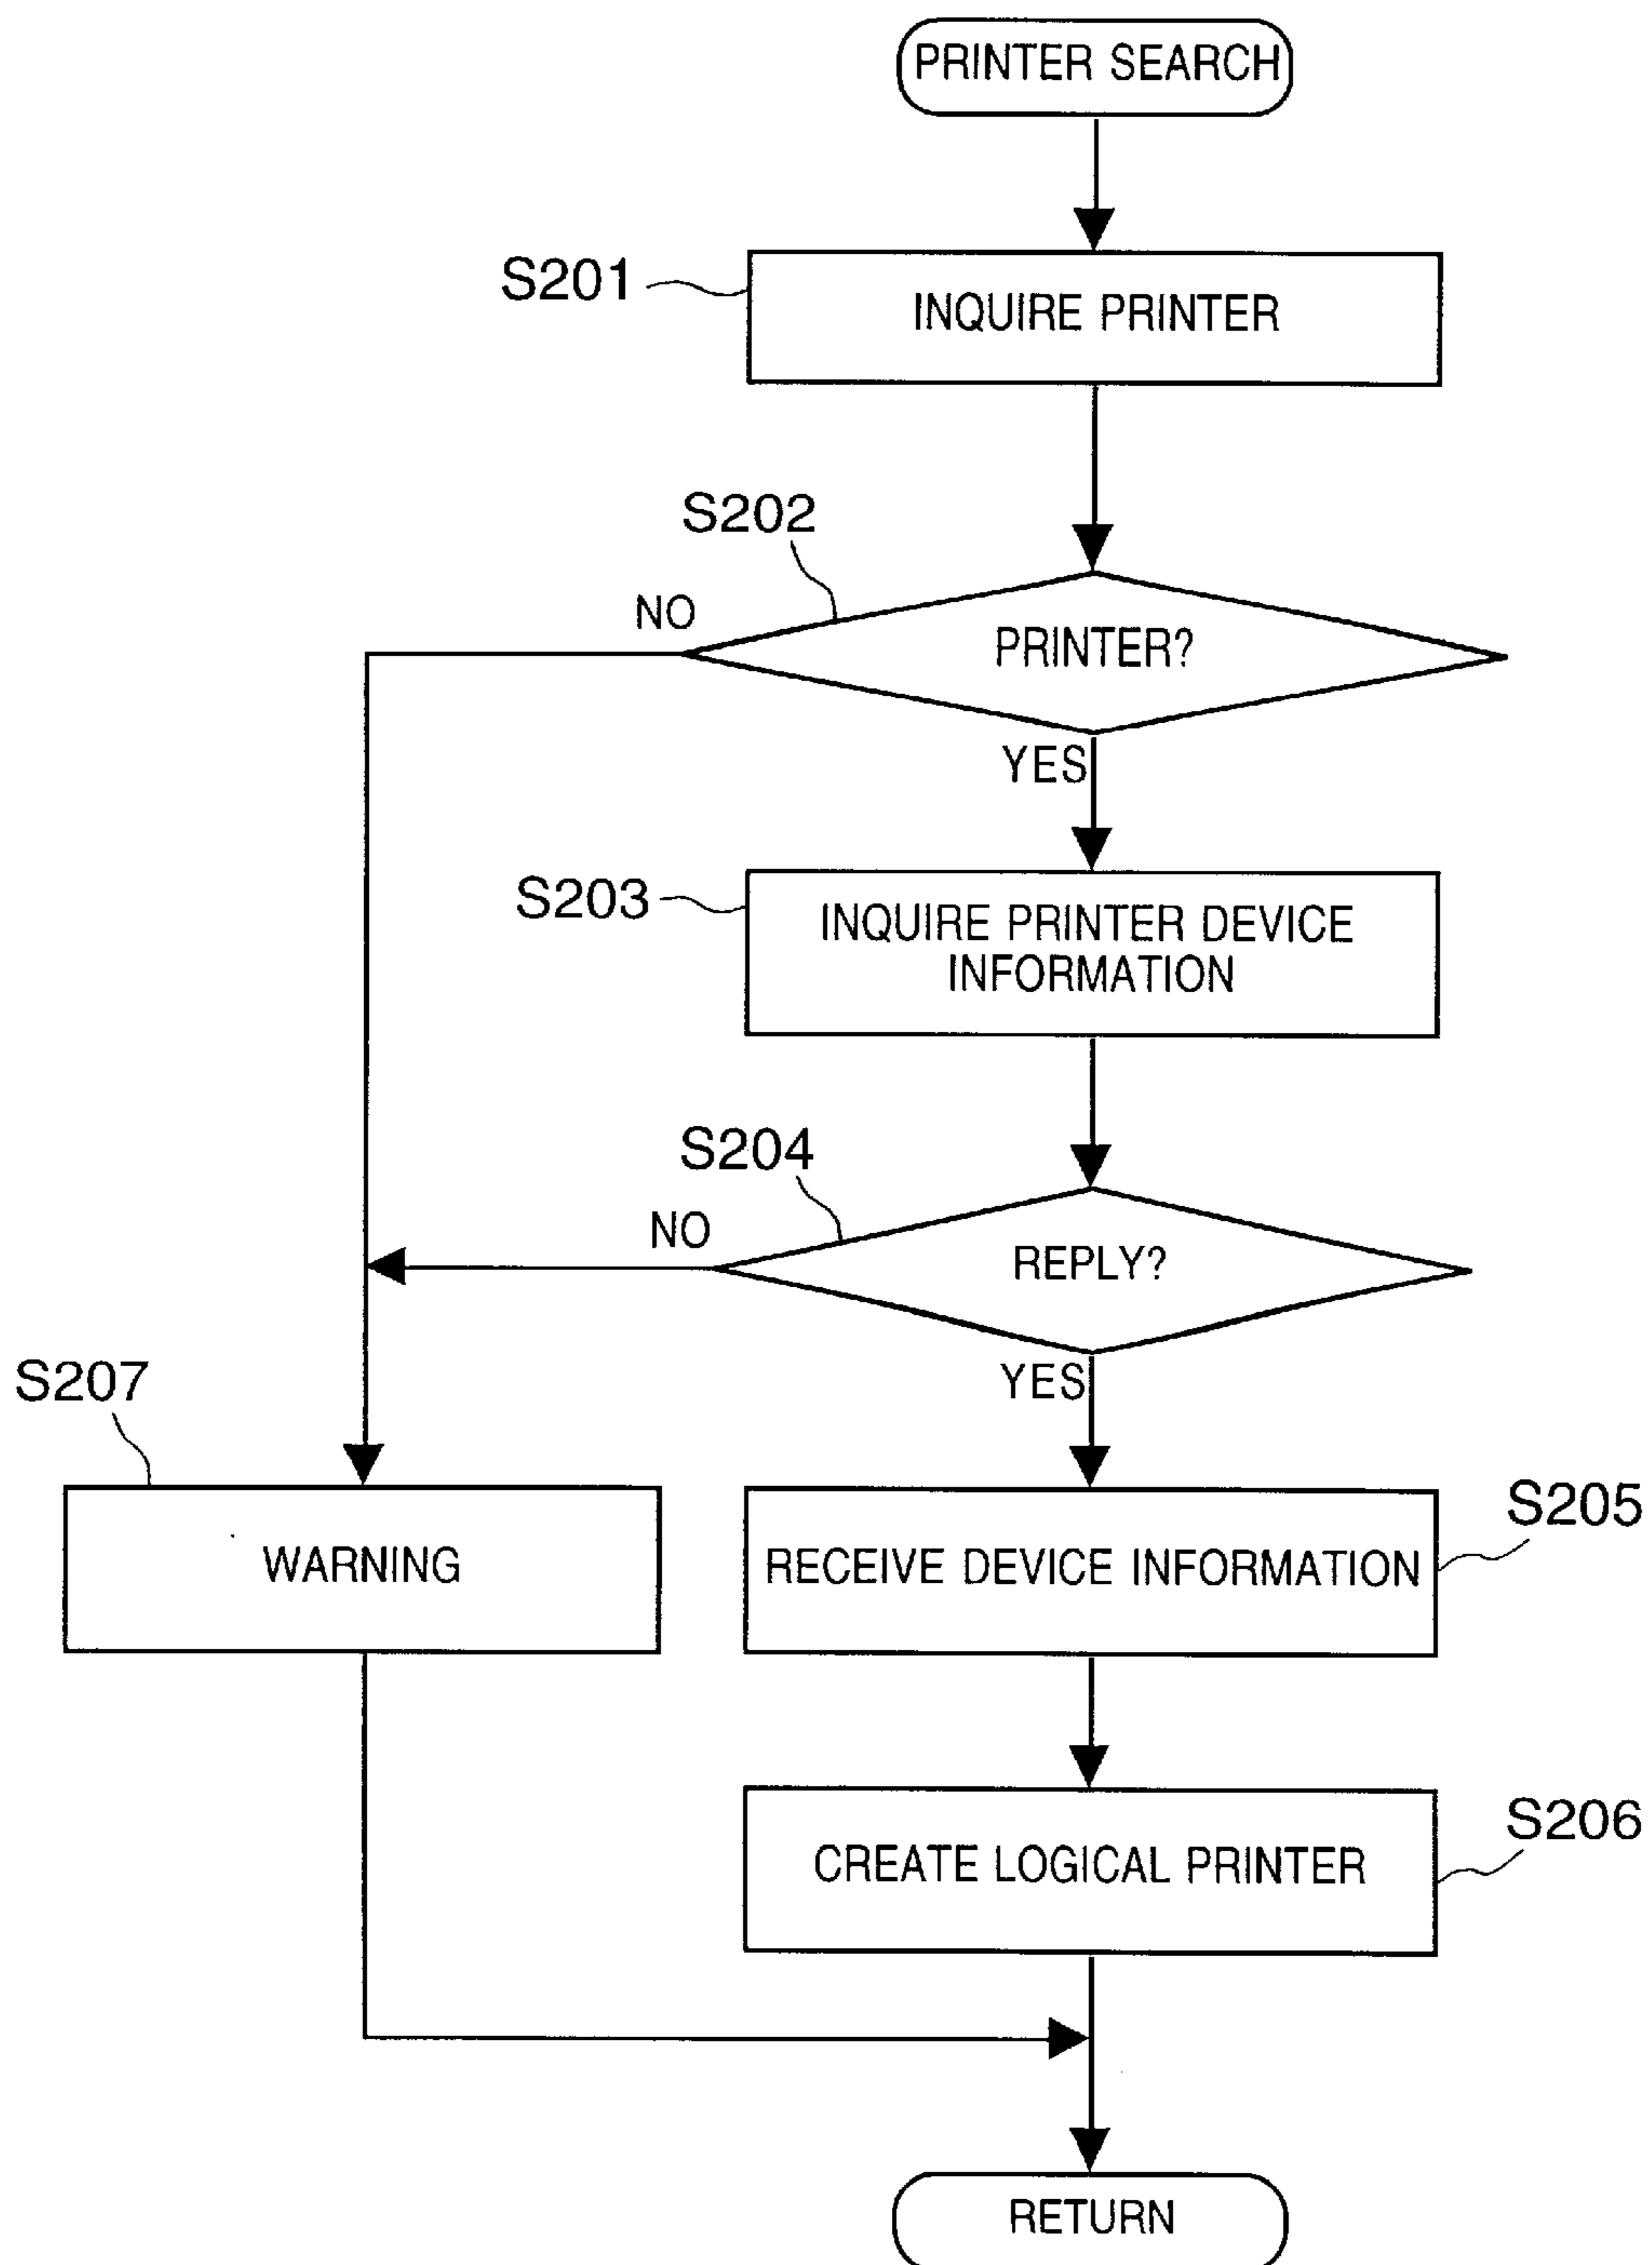 PRINTER SEARCH
S201
INQUIRE PRINTER
S202
NO
PRINTER?
YES
S203
INQUIRE PRINTER DEVICE
INFORMATION
S204
NO
REPLY?
YES
S207
WARNING
S205
RECEIVE DEVICE INFORMATION
S206
CREATE LOGICAL PRINTER
RETURN